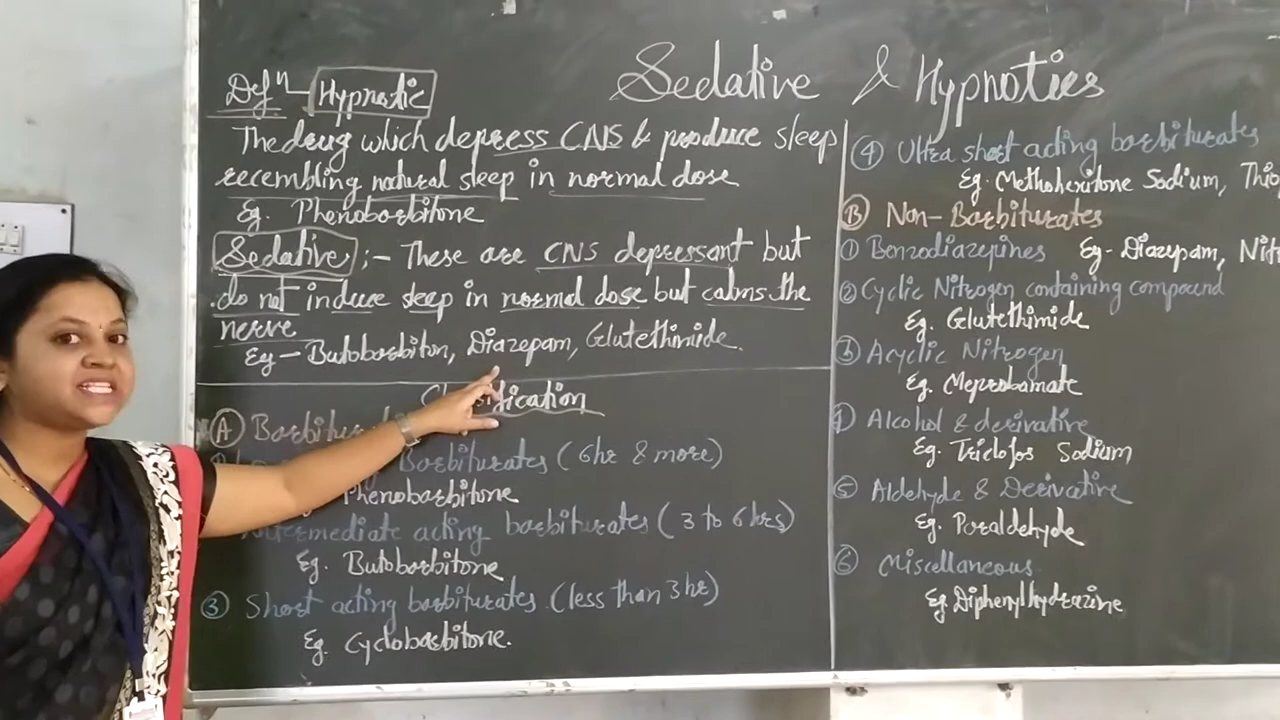 Sedative & Hypnotics
Defⁿ Hypnotic
The drug which depress CNS & produce sleep
recembling natural sleep in normal dose
Eg. Phenobarbitone
Sedative :- These are CNS depressant but
do not induce sleep in normal dose but calms the
nerve
Eg - Butobarbiton, Diazepam, Glutethimide.
Classification
(A) Barbitu
Barbiturates (6hr & more)
Phenobarbitone
Intermediate acting barbiturates (3 to 6 hrs)
Eg. Butobarbitone
③ Short acting barbiturates (less than 3 hr)
Eg. Cyclobarbitone.
④ Ultra short acting barbiturates
Eg. Methohexitone Sodium, Thio
(B) Non-Barbiturates
① Benzodiazepines Eg - Diazepam, Nit
② Cyclic Nitrogen containing compound
Eg. Glutethimide
③ Acyclic Nitrogen
Eg. Meprobamate
④ Alcohol & derivative
Eg. Triclofos Sodium
⑤ Aldehyde & Derivative
Eg. Paraldehyde
⑥ Miscellaneous
Eg. Diphenylhydrazine